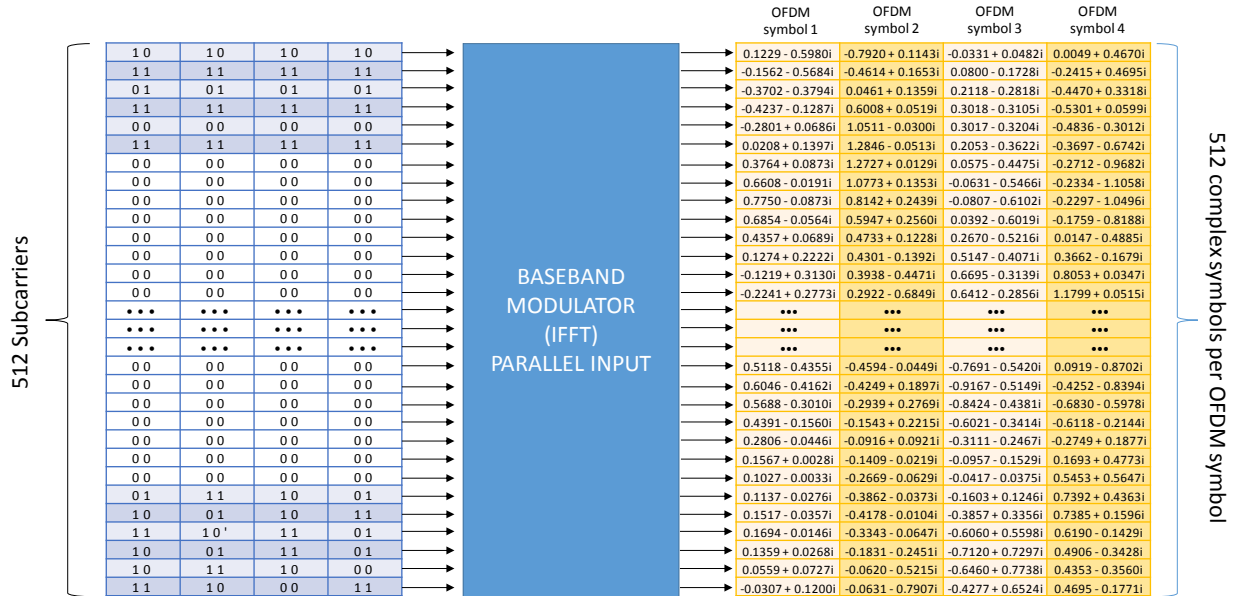 OFDM symbol 1 OFDM symbol 2 OFDM symbol 3 OFDM symbol 4
1 0 1 0 1 0 1 0 0.1229 - 0.5980i -0.7920 + 0.1143i -0.0331 + 0.0482i 0.0049 + 0.4670i
1 1 1 1 1 1 1 1 -0.1562 - 0.5684i -0.4614 + 0.1653i 0.0800 - 0.1728i -0.2415 + 0.4695i
0 1 0 1 0 1 0 1 -0.3702 - 0.3794i 0.0461 + 0.1359i 0.2118 - 0.2818i -0.4470 + 0.3318i
1 1 1 1 1 1 1 1 -0.4237 - 0.1287i 0.6008 + 0.0519i 0.3018 - 0.3105i -0.5301 + 0.0599i
0 0 0 0 0 0 0 0 -0.2801 + 0.0686i 1.0511 - 0.0300i 0.3017 - 0.3204i -0.4836 - 0.3012i
1 1 1 1 1 1 1 1 0.0208 + 0.1397i 1.2846 - 0.0513i 0.2053 - 0.3622i -0.3697 - 0.6742i
0 0 0 0 0 0 0 0 0.3764 + 0.0873i 1.2727 + 0.0129i 0.0575 - 0.4475i -0.2712 - 0.9682i
0 0 0 0 0 0 0 0 0.6608 - 0.0191i 1.0773 + 0.1353i -0.0631 - 0.5466i -0.2334 - 1.1058i
0 0 0 0 0 0 0 0 0.7750 - 0.0873i 0.8142 + 0.2439i -0.0807 - 0.6102i -0.2297 - 1.0496i
0 0 0 0 0 0 0 0 0.6854 - 0.0564i 0.5947 + 0.2560i 0.0392 - 0.6019i -0.1759 - 0.8188i
0 0 0 0 0 0 0 0 0.4357 + 0.0689i 0.4733 + 0.1228i 0.2670 - 0.5216i 0.0147 - 0.4885i
0 0 0 0 0 0 0 0 0.1274 + 0.2222i 0.4301 - 0.1392i 0.5147 - 0.4071i 0.3662 - 0.1679i
0 0 0 0 0 0 0 0 -0.1219 + 0.3130i 0.3938 - 0.4471i 0.6695 - 0.3139i 0.8053 + 0.0347i
0 0 0 0 0 0 0 0 -0.2241 + 0.2773i 0.2922 - 0.6849i 0.6412 - 0.2856i 1.1799 + 0.0515i
••• ••• ••• ••• ••• ••• ••• •••
••• ••• ••• ••• ••• ••• ••• •••
••• ••• ••• ••• ••• ••• ••• •••
0 0 0 0 0 0 0 0 0.5118 - 0.4355i -0.4594 - 0.0449i -0.7691 - 0.5420i 0.0919 - 0.8702i
0 0 0 0 0 0 0 0 0.6046 - 0.4162i -0.4249 + 0.1897i -0.9167 - 0.5149i -0.4252 - 0.8394i
0 0 0 0 0 0 0 0 0.5688 - 0.3010i -0.2939 + 0.2769i -0.8424 - 0.4381i -0.6830 - 0.5978i
0 0 0 0 0 0 0 0 0.4391 - 0.1560i -0.1543 + 0.2215i -0.6021 - 0.3414i -0.6118 - 0.2144i
0 0 0 0 0 0 0 0 0.2806 - 0.0446i -0.0916 + 0.0921i -0.3111 - 0.2467i -0.2749 + 0.1877i
0 0 0 0 0 0 0 0 0.1567 + 0.0028i -0.1409 - 0.0219i -0.0957 - 0.1529i 0.1693 + 0.4773i
0 0 0 0 0 0 0 0 0.1027 - 0.0033i -0.2669 - 0.0629i -0.0417 - 0.0375i 0.5453 + 0.5647i
0 1 1 1 1 0 0 1 0.1137 - 0.0276i -0.3862 - 0.0373i -0.1603 + 0.1246i 0.7392 + 0.4363i
1 0 0 1 1 0 1 1 0.1517 - 0.0357i -0.4178 - 0.0104i -0.3857 + 0.3356i 0.7385 + 0.1596i
1 1 1 0 ' 1 1 0 1 0.1694 - 0.0146i -0.3343 - 0.0647i -0.6060 + 0.5598i 0.6190 - 0.1429i
1 0 0 1 1 1 0 1 0.1359 + 0.0268i -0.1831 - 0.2451i -0.7120 + 0.7297i 0.4906 - 0.3428i
1 0 1 1 1 0 0 0 0.0559 + 0.0727i -0.0620 - 0.5215i -0.6460 + 0.7738i 0.4353 - 0.3560i
1 1 1 0 0 0 1 1 -0.0307 + 0.1200i -0.0631 - 0.7907i -0.4277 + 0.6524i 0.4695 - 0.1771i
512 Subcarriers
BASEBAND
MODULATOR
(IFFT)
PARALLEL INPUT
512 complex symbols per OFDM symbol